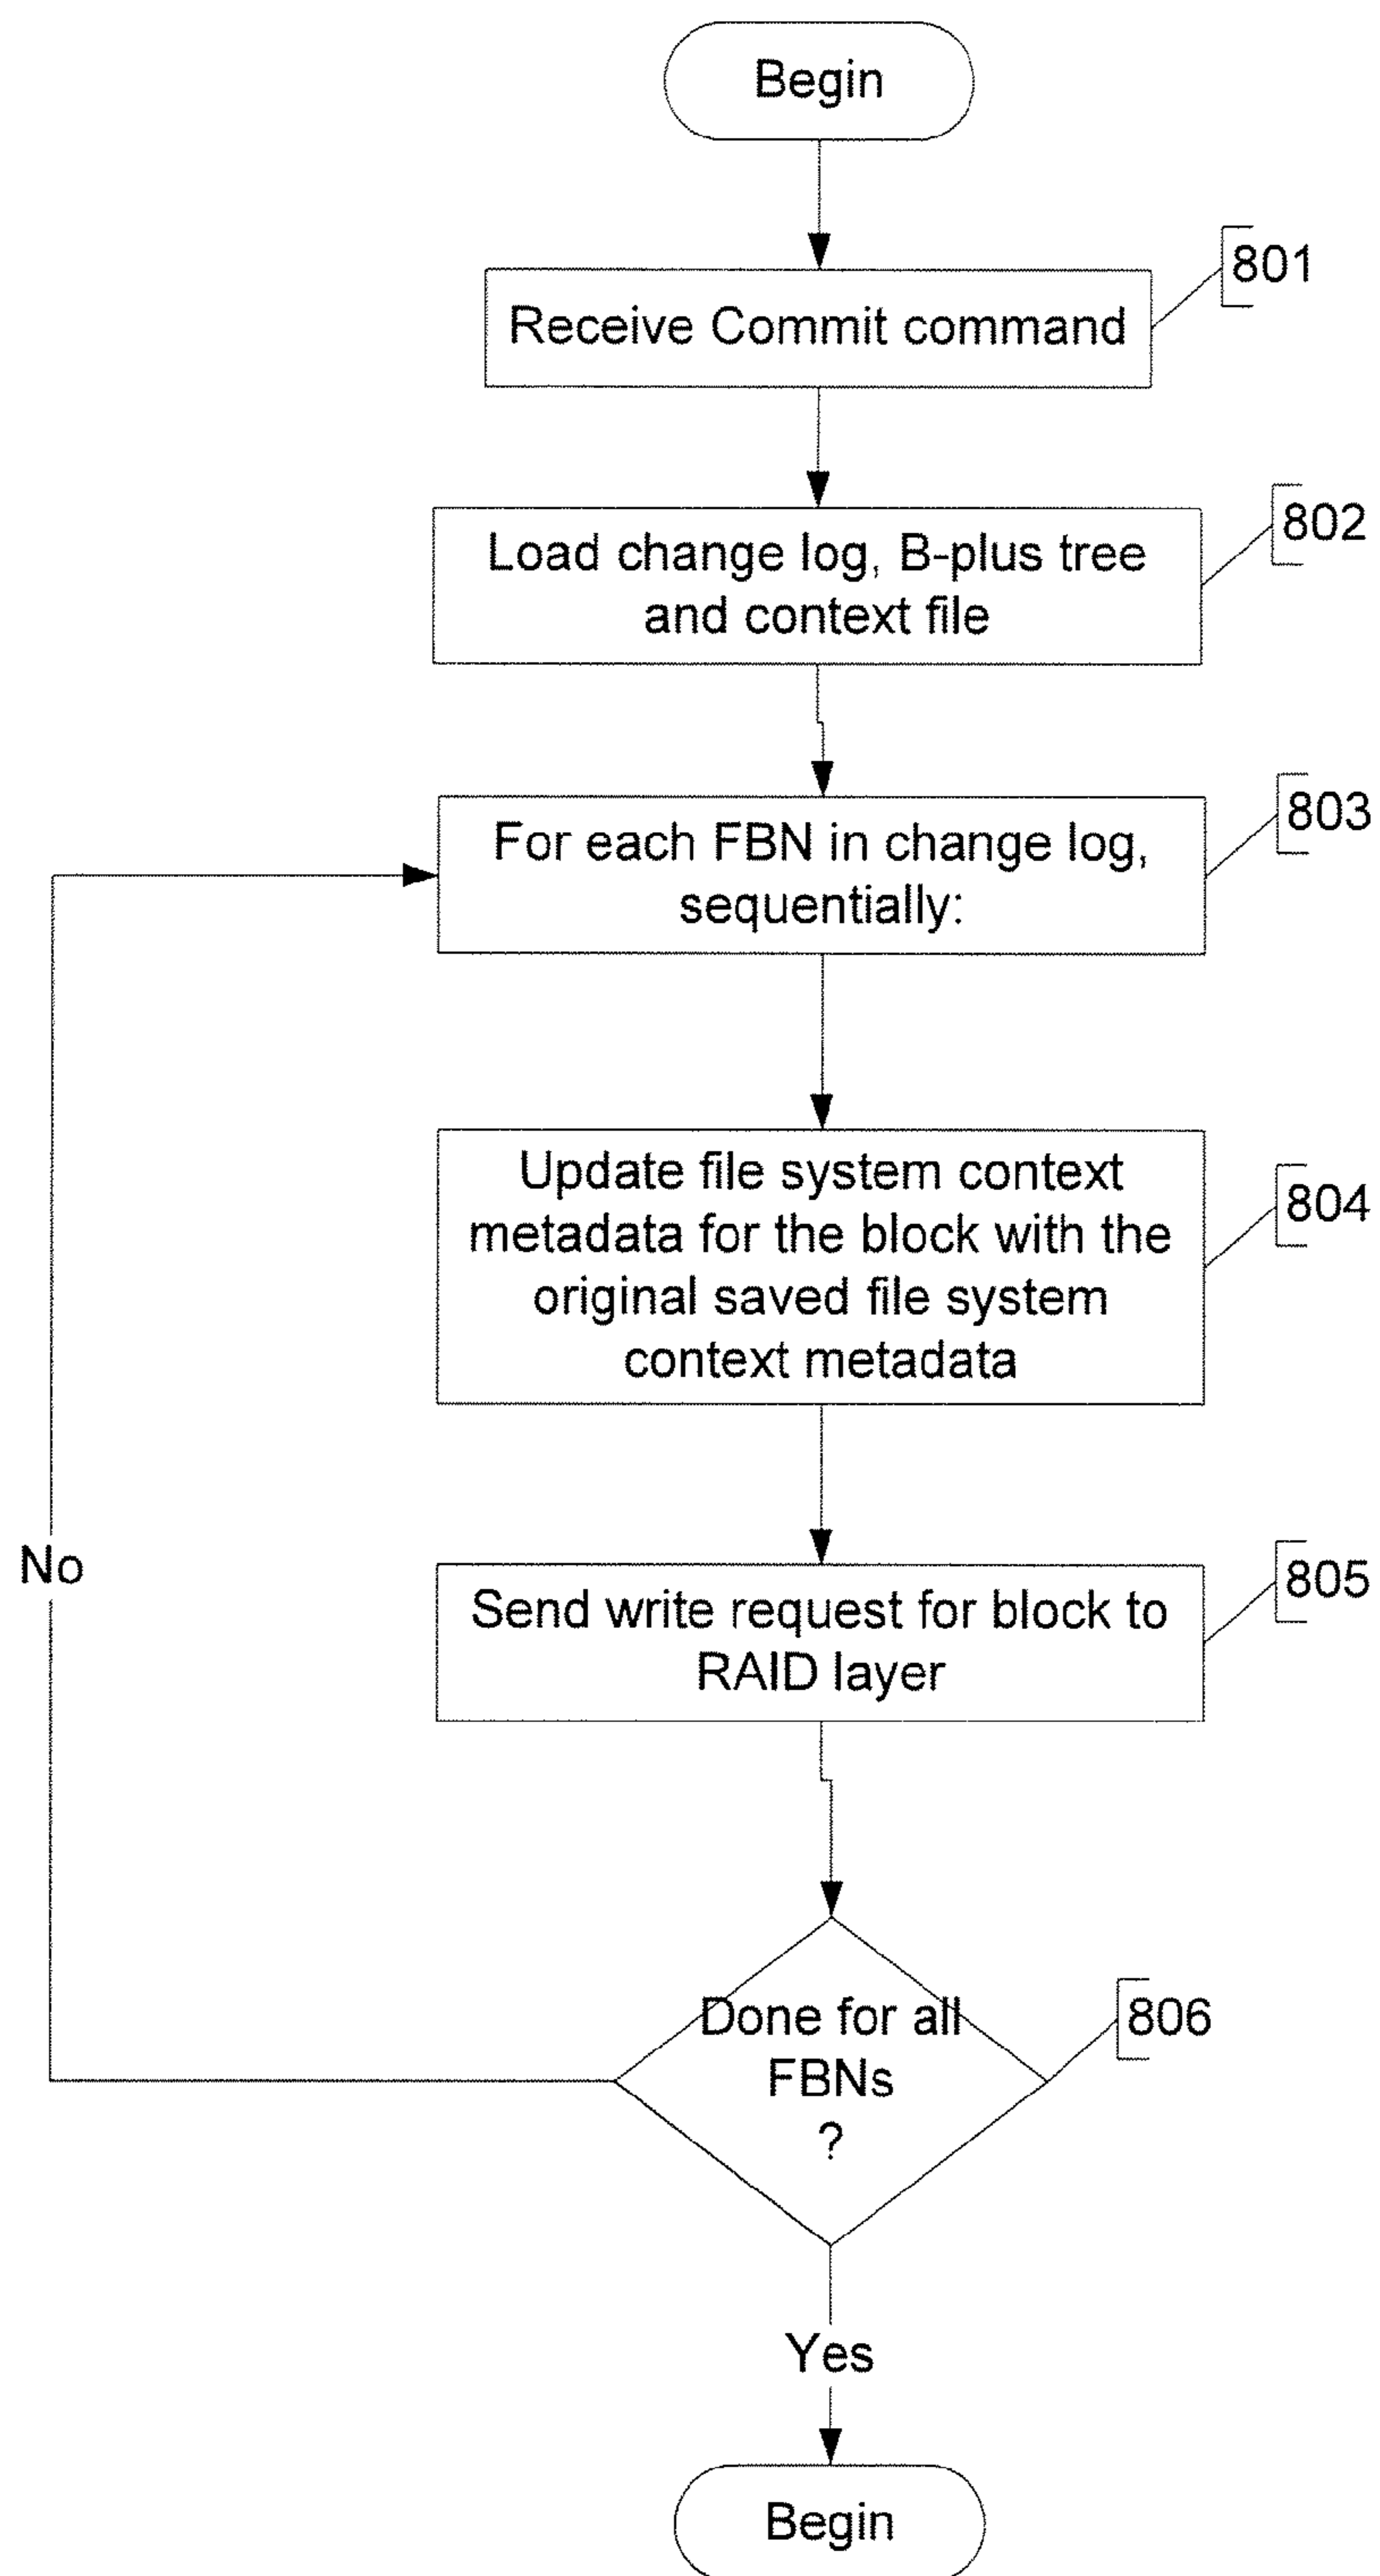 Begin
801
Receive Commit command
802
Load change log, B-plus tree
and context file
803
For each FBN in change log,
sequentially:
804
Update file system context
metadata for the block with the
original saved file system
context metadata
No
805
Send write request for block to
RAID layer
806
Done for all
FBNs
?
Yes
Begin